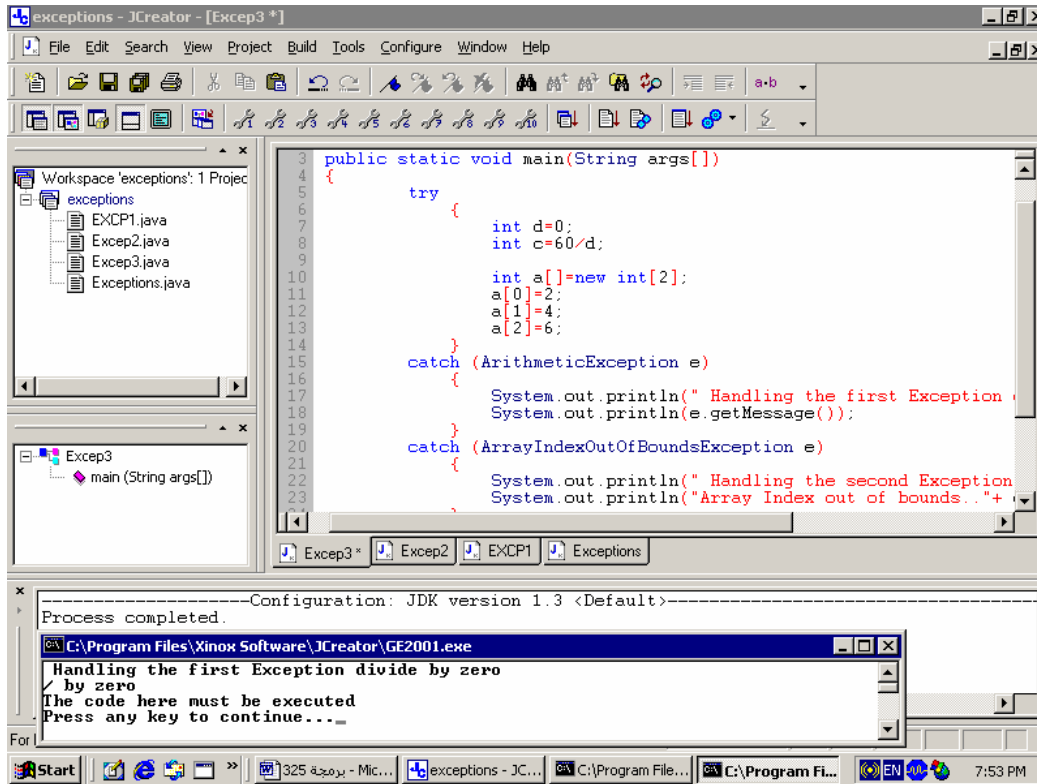 exceptions - JCreator - [Excep3 *]
File Edit Search View Project Build Tools Configure Window Help
a•b
Workspace 'exceptions': 1 Projec
exceptions
EXCP1.java
Excep2.java
Excep3.java
Exceptions.java
Excep3
main (String args[])
3 public static void main(String args[])
4 {
5 try
6 {
7 int d=0;
8 int c=60/d;
9
10 int a[]=new int[2];
11 a[0]=2;
12 a[1]=4;
13 a[2]=6;
14 }
15 catch (ArithmeticException e)
16 {
17 System.out.println(" Handling the first Exception
18 System.out.println(e.getMessage());
19 }
20 catch (ArrayIndexOutOfBoundsException e)
21 {
22 System.out.println(" Handling the second Exception
23 System.out.println("Array Index out of bounds.."+
Excep3 * Excep2 EXCP1 Exceptions
--------------------Configuration: JDK version 1.3 <Default>--------------------
Process completed.
C:\Program Files\Xinox Software\JCreator\GE2001.exe
Handling the first Exception divide by zero
/ by zero
The code here must be executed
Press any key to continue..._
For
Start » برمجة 325 - Mic... exceptions - JC... C:\Program File... C:\Program Fi... EN 7:53 PM